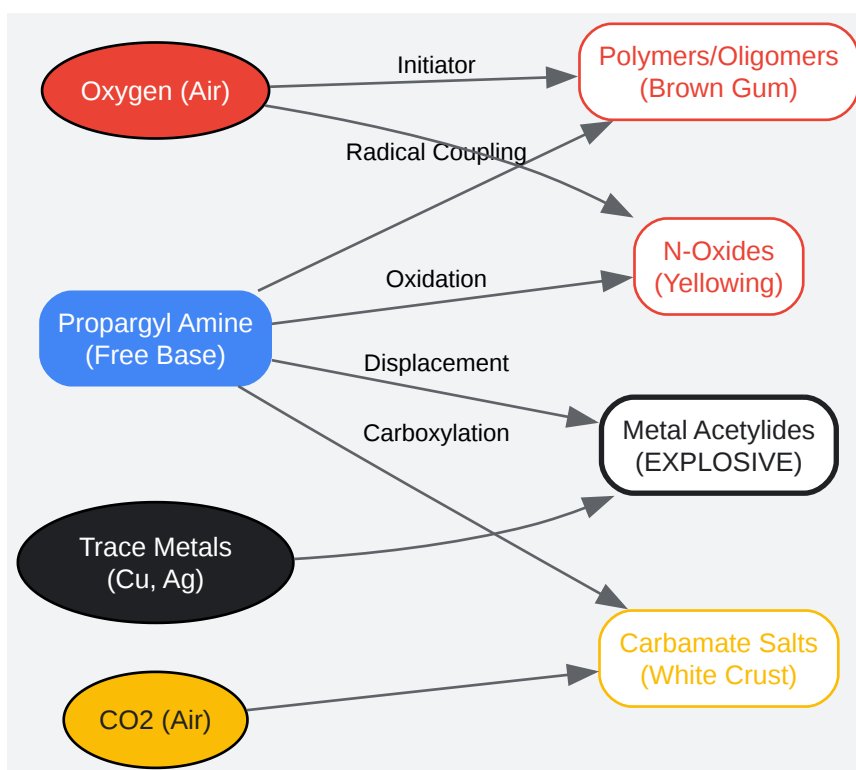 Oxygen (Air)
Initiator
Polymers/Oligomers
(Brown Gum)
Radical Coupling
N-Oxides
(Yellowing)
Oxidation
Propargyl Amine
(Free Base)
Displacement
Metal Acetylides
(EXPLOSIVE)
Carboxylation
Trace Metals
(Cu, Ag)
Carbamate Salts
(White Crust)
CO2 (Air)